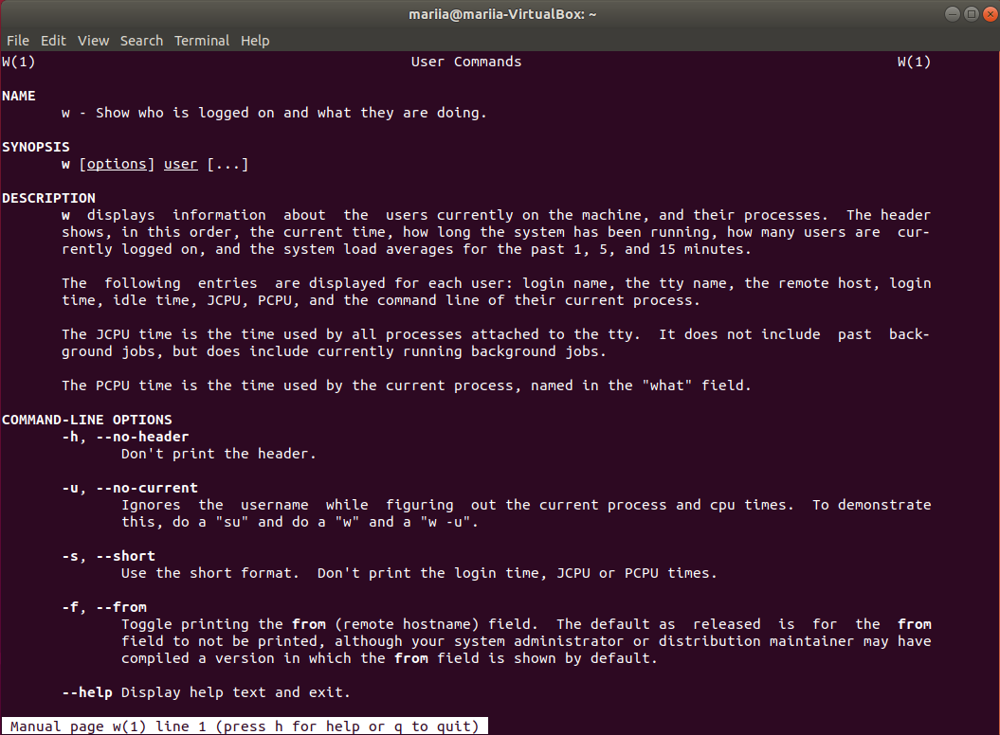 mariia@mariia-VirtualBox: ~
File Edit View Search Terminal Help
W(1) User Commands W(1)
NAME
w - Show who is logged on and what they are doing.
SYNOPSIS
w [options] user [...]
DESCRIPTION
w displays information about the users currently on the machine, and their processes. The header
shows, in this order, the current time, how long the system has been running, how many users are cur-
rently logged on, and the system load averages for the past 1, 5, and 15 minutes.
The following entries are displayed for each user: login name, the tty name, the remote host, login
time, idle time, JCPU, PCPU, and the command line of their current process.
The JCPU time is the time used by all processes attached to the tty. It does not include past back-
ground jobs, but does include currently running background jobs.
The PCPU time is the time used by the current process, named in the "what" field.
COMMAND-LINE OPTIONS
-h, --no-header
Don't print the header.
-u, --no-current
Ignores the username while figuring out the current process and cpu times. To demonstrate
this, do a "su" and do a "w" and a "w -u".
-s, --short
Use the short format. Don't print the login time, JCPU or PCPU times.
-f, --from
Toggle printing the from (remote hostname) field. The default as released is for the from
field to not be printed, although your system administrator or distribution maintainer may have
compiled a version in which the from field is shown by default.
--help Display help text and exit.
Manual page w(1) line 1 (press h for help or q to quit)